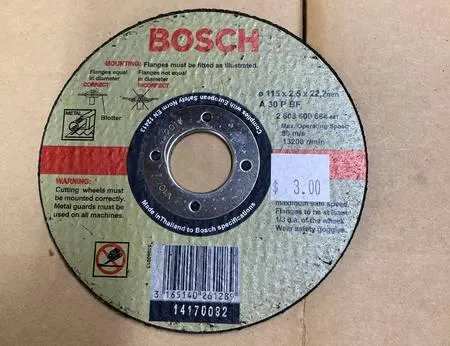 BOSCH
MOUNTING: Flanges must be fitted as illustrated.
Flanges equal
in diameter
CORRECT
Flanges not equal
in diameter
INCORRECT
METAL
Blotter
Complies with European Safety Norm EN 12413
ø 115 x 2,5 x 22,2mm
A 30 P BF
2 608 600
Max. Operating Speed
80 m/s
13200 r/min
$ 3.00
WARNING:
Cutting wheels must
be mounted correctly.
Metal guards must be
used on all machines.
maximum safe speed.
Flanges to be at least
1/3 dia. of the wheel.
Wear safety goggles.
Made in Thailand to Bosch specifications
3 165140 261289
14170092